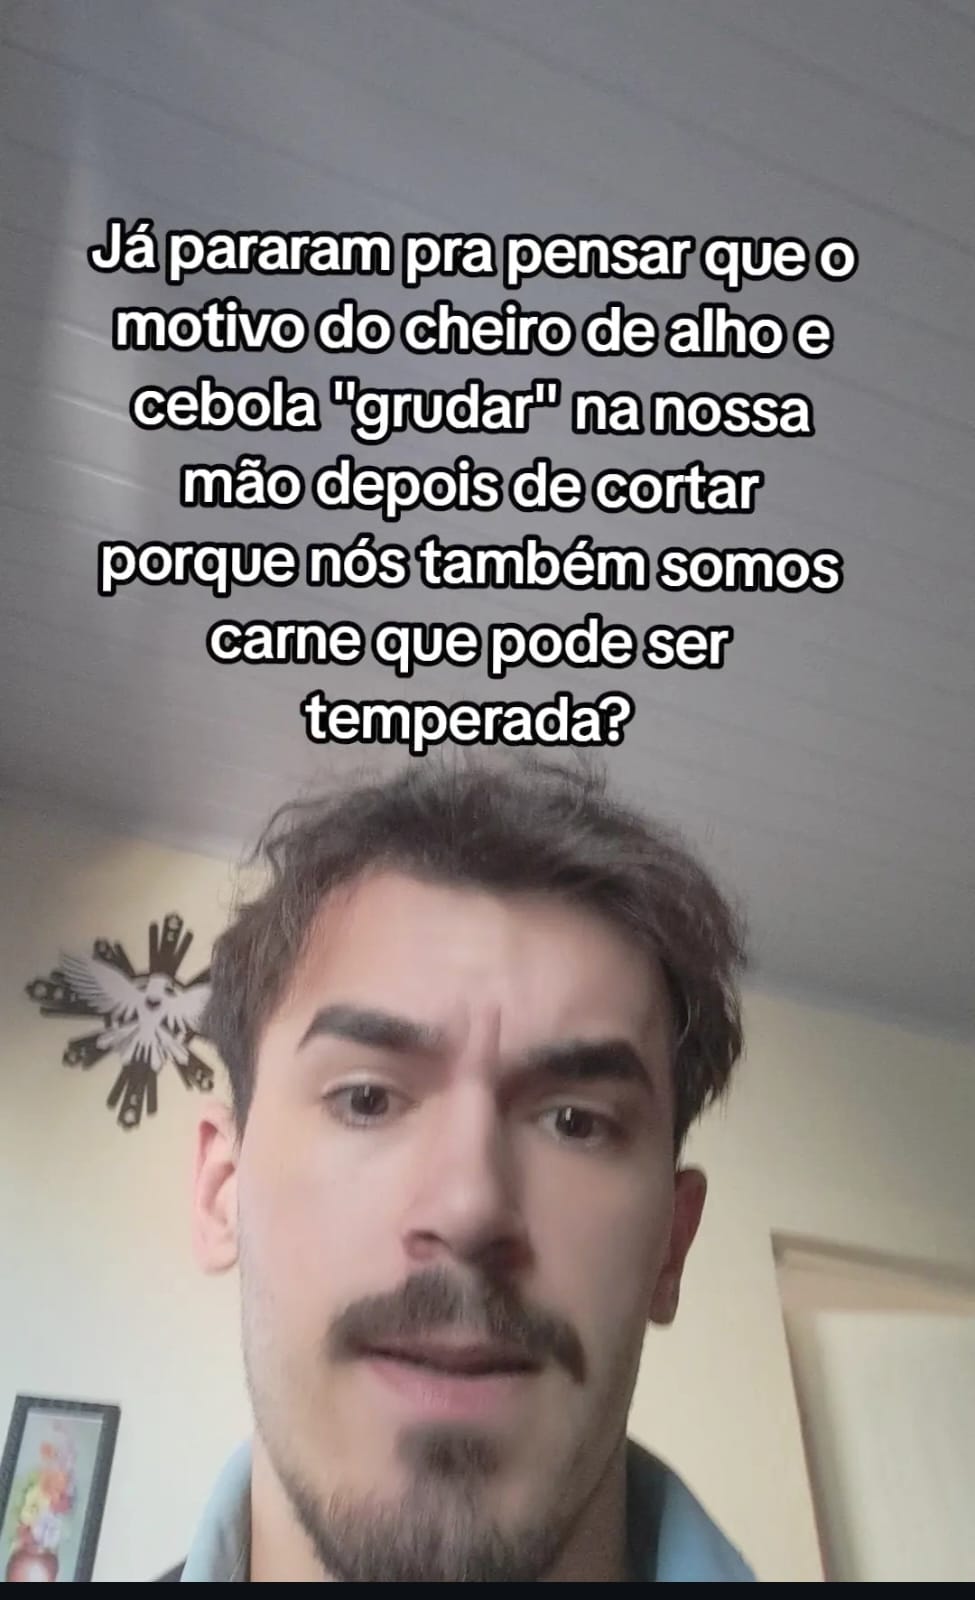 Já pararam pra pensar que o
motivo do cheiro de alho e
cebola "grudar" na nossa
mão depois de cortar
porque nós também somos
carne que pode ser
temperada?